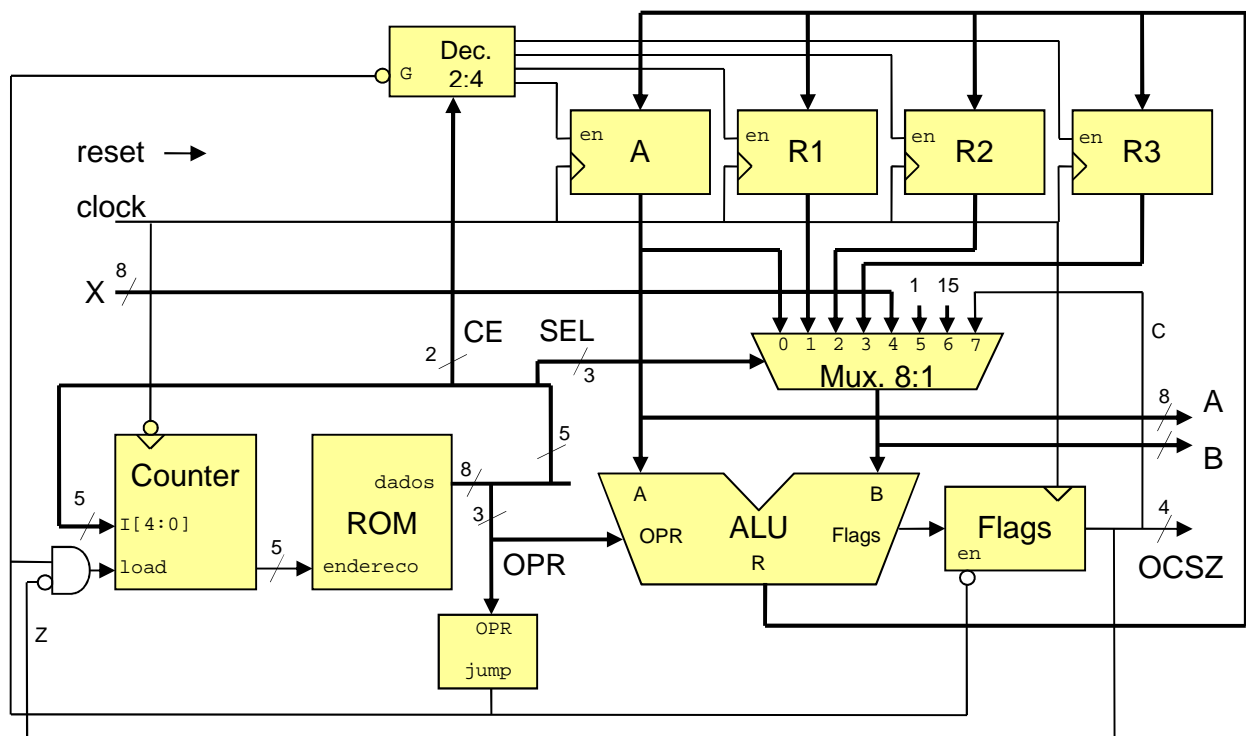 Dec.
2:4
G
en
A
en
R1
en
R2
en
R3
reset
clock
8
X
1
15
0 1 2 3 4 5 6 7
Mux. 8:1
C
CE
SEL
2
3
8
A
B
5
Counter
dados
8
ROM
I[4:0]
5
load
5
endereco
3
OPR
A
B
OPR
ALU
Flags
R
Flags
en
4
OCSZ
Z
OPR
jump